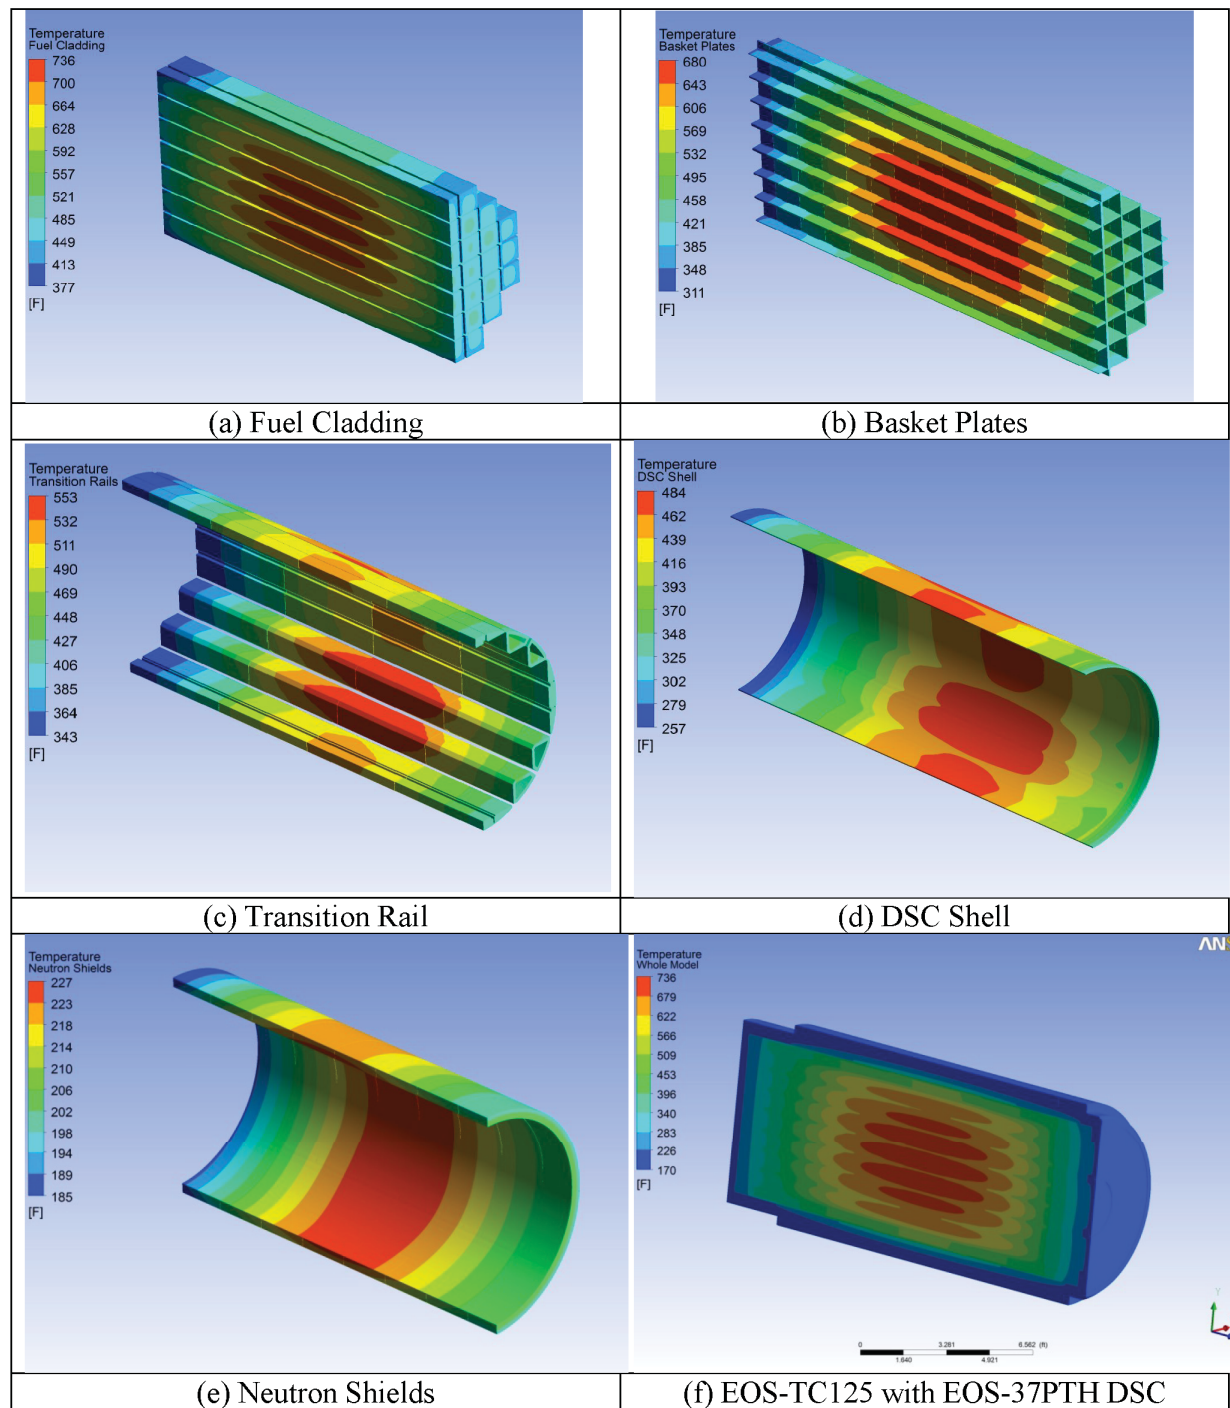 Temperature
Fuel Cladding
736
700
664
628
592
557
521
485
449
413
377
[F]
(a) Fuel Cladding
Temperature
Basket Plates
680
643
606
569
532
495
458
421
385
348
311
[F]
(b) Basket Plates
Temperature
Transition Rails
553
532
511
490
469
448
427
406
385
364
343
[F]
(c) Transition Rail
Temperature
DSC Shell
484
462
439
416
393
370
348
325
302
279
257
[F]
(d) DSC Shell
Temperature
Neutron Shields
227
223
218
214
210
206
202
198
194
189
185
[F]
(e) Neutron Shields
ANS
Temperature
Whole Model
736
679
622
566
509
453
396
340
283
226
170
[F]
Y
0 3.281 6.562 (ft)
1.640 4.921
(f) EOS-TC125 with EOS-37PTH DSC